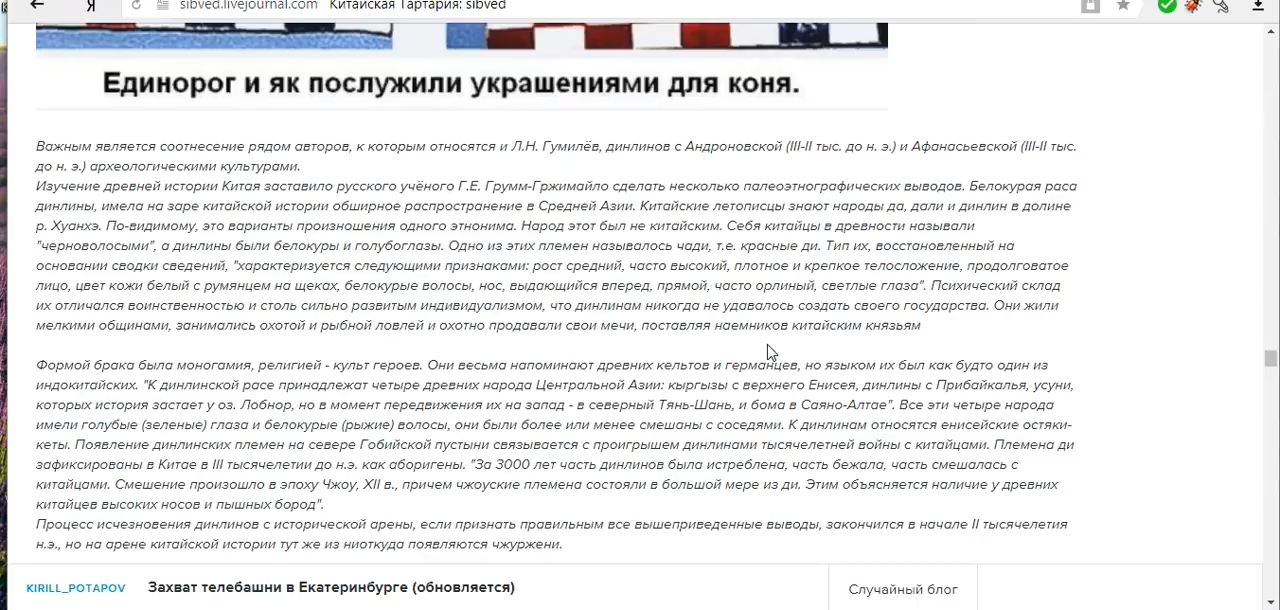 sibved.livejournal.com Китайская Тартария: sibved
Единорог и як послужили украшениями для коня.
Важным является соотнесение рядом авторов, к которым относятся и Л.Н. Гумилёв, динлинов с Андроновской (III-II тыс. до н. э.) и Афанасьевской (III-II тыс.
до н. э.) археологическими культурами.
Изучение древней истории Китая заставило русского учёного Г.Е. Грумм-Гржимайло сделать несколько палеоэтнографических выводов. Белокурая раса
динлины, имела на заре китайской истории обширное распространение в Средней Азии. Китайские летописцы знают народы да, дали и динлин в долине
р. Хуанхэ. По-видимому, это варианты произношения одного этнонима. Народ этот был не китайским. Себя китайцы в древности называли
"черноволосыми", а динлины были белокуры и голубоглазы. Одно из этих племен называлось чади, т.е. красные ди. Тип их, восстановленный на
основании сводки сведений, "характеризуется следующими признаками: рост средний, часто высокий, плотное и крепкое телосложение, продолговатое
лицо, цвет кожи белый с румянцем на щеках, белокурые волосы, нос, выдающийся вперед, прямой, часто орлиный, светлые глаза". Психический склад
их отличался воинственностью и столь сильно развитым индивидуализмом, что динлинам никогда не удавалось создать своего государства. Они жили
мелкими общинами, занимались охотой и рыбной ловлей и охотно продавали свои мечи, поставляя наемников китайским князьям
Формой брака была моногамия, религией - культ героев. Они весьма напоминают древних кельтов и германцев, но языком их был как будто один из
индокитайских. "К динлинской расе принадлежат четыре древних народа Центральной Азии: кыргызы с верхнего Енисея, динлины с Прибайкалья, усуни,
которых история застает у оз. Лобнор, но в момент передвижения их на запад - в северный Тянь-Шань, и бома в Саяно-Алтае". Все эти четыре народа
имели голубые (зеленые) глаза и белокурые (рыжие) волосы, они были более или менее смешаны с соседями. К динлинам относятся енисейские остяки-
кеты. Появление динлинских племен на севере Гобийской пустыни связывается с проигрышем динлинами тысячелетней войны с китайцами. Племена ди
зафиксированы в Китае в III тысячелетии до н.э. как аборигены. "За 3000 лет часть динлинов была истреблена, часть бежала, часть смешалась с
китайцами. Смешение произошло в эпоху Чжоу, XII в., причем чжоуские племена состояли в большой мере из ди. Этим объясняется наличие у древних
китайцев высоких носов и пышных бород".
Процесс исчезновения динлинов с исторической арены, если признать правильным все вышеприведенные выводы, закончился в начале II тысячелетия
н.э., но на арене китайской истории тут же из ниоткуда появляются чжуржени.
KIRILL_POTAPOV Захват телебашни в Екатеринбурге (обновляется) Случайный блог